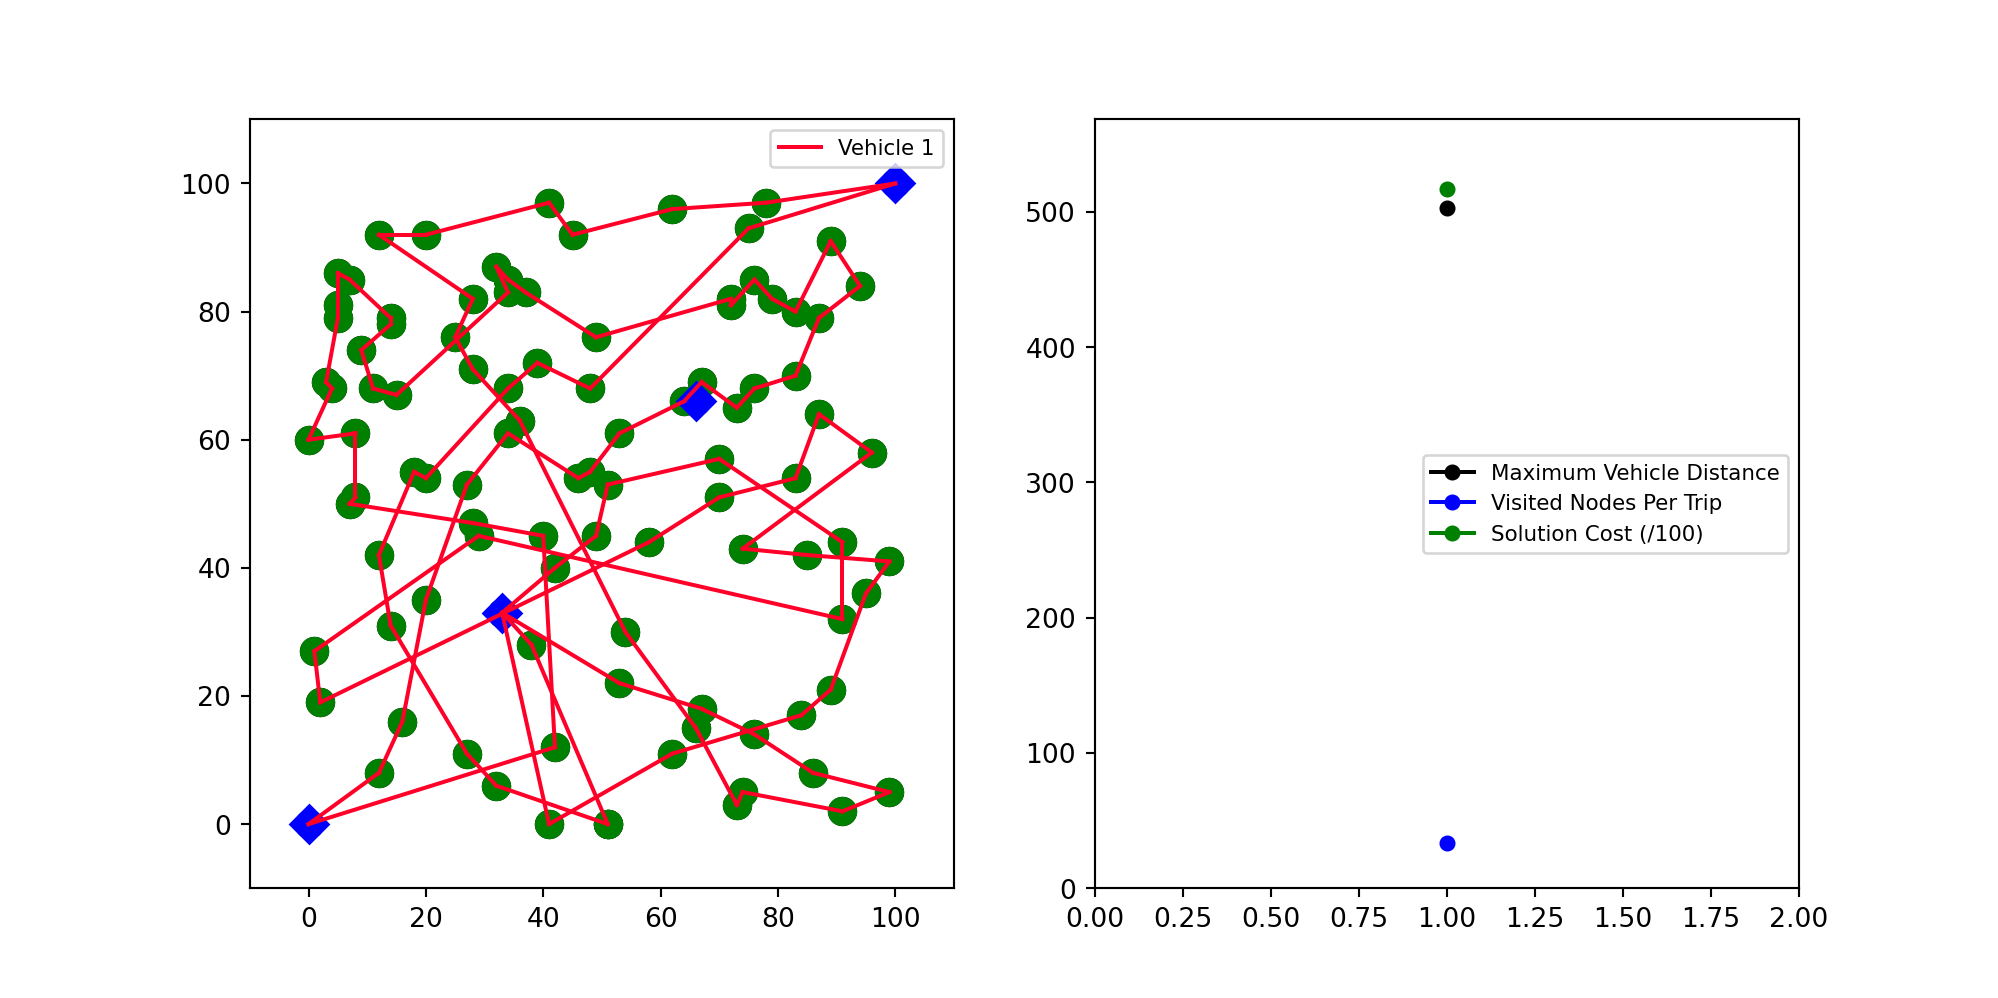 Vehicle 1
100
80
60
40
20
0
0 20 40 60 80 100
500
400
300
200
100
0
Maximum Vehicle Distance
Visited Nodes Per Trip
Solution Cost (/100)
0.00 0.25 0.50 0.75 1.00 1.25 1.50 1.75 2.00